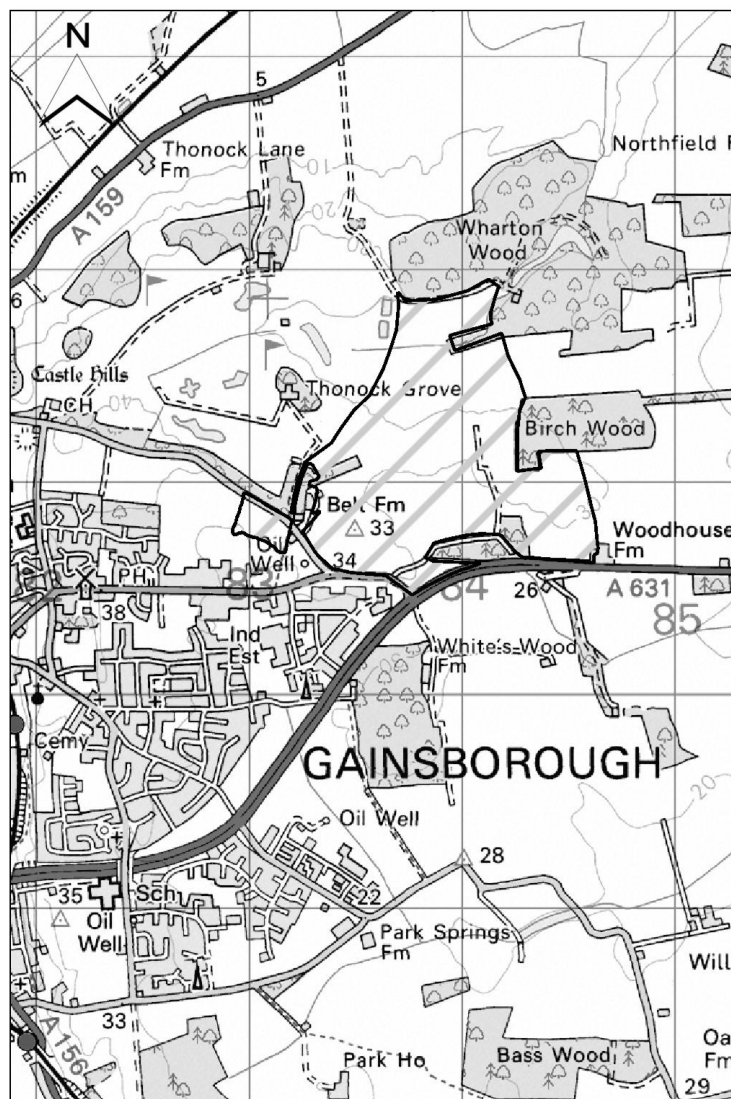 N
5
Thonock Lane
Fm
Northfield F
m
10
20
A 159
Wharton
Wood
6
Castle Hills
CH
Thonock Grove
40
Birch Wood
Belt Fm
33
Oil
Well
34
Woodhouse
Fm
PH
83
84
26
A 631
85
38
Ind
Est
White's Wood
Fm
Cemy
GAINSBOROUGH
20
Oil Well
28
35
Sch
22
Oil
Well
Park Springs
Fm
Will
33
A 156
Park Ho
Bass Wood
Oa
Fm
29